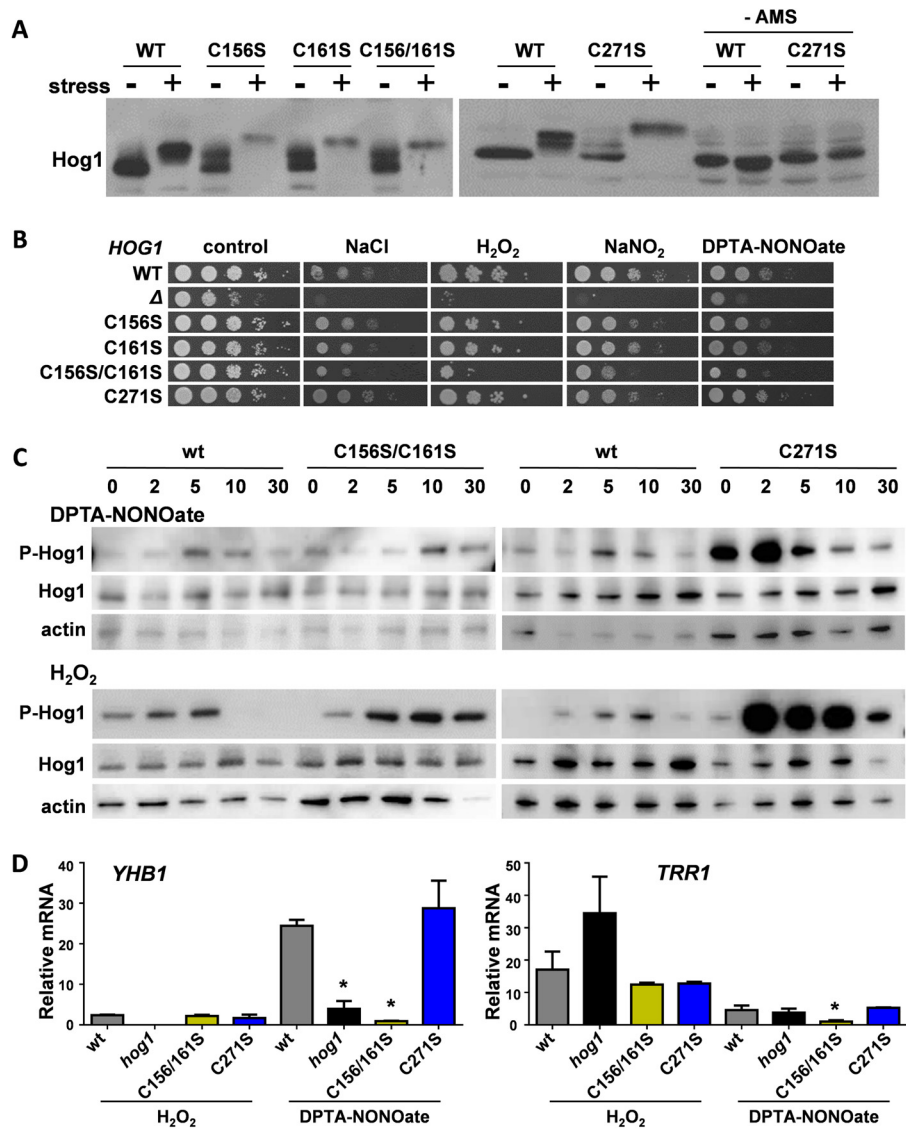 A
- AMS
WT C156S C161S C156/161S WT C271S WT C271S
stress - + - + - + - + - + - + - + - +
Hog1
B
HOG1 control NaCl H₂O₂ NaNO₂ DPTA-NONOate
WT
Δ
C156S
C161S
C156S/C161S
C271S
C
wt C156S/C161S wt C271S
0 2 5 10 30 0 2 5 10 30 0 2 5 10 30 0 2 5 10 30
DPTA-NONOate
P-Hog1
Hog1
actin
H₂O₂
P-Hog1
Hog1
actin
D
YHB1
Relative mRNA
40
30
20
10
0
* *
wt hog1 C156/161S C271S wt hog1 C156/161S C271S
H₂O₂ DPTA-NONOate
TRR1
Relative mRNA
50
40
30
20
10
0
*
wt hog1 C156/161S C271S wt hog1 C156/161S C271S
H₂O₂ DPTA-NONOate